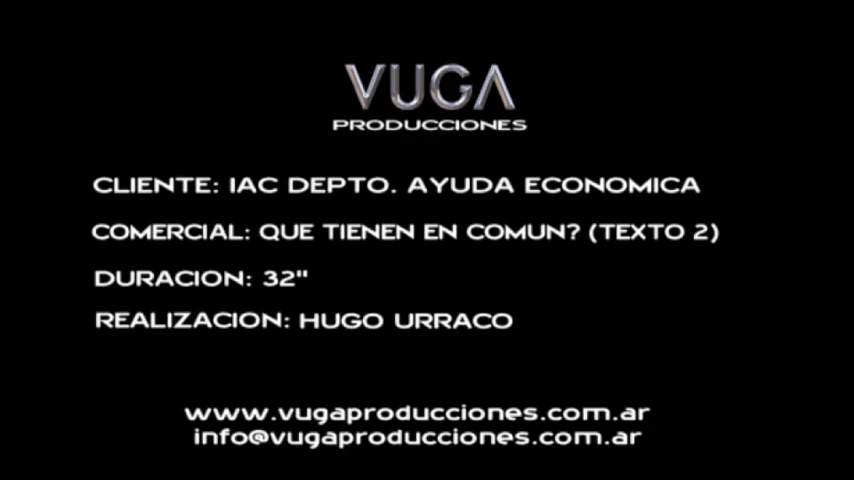 VUGA
PRODUCCIONES
CLIENTE: IAC DEPTO. AYUDA ECONOMICA
COMERCIAL: QUE TIENEN EN COMUN? (TEXTO 2)
DURACION: 32"
REALIZACION: HUGO URRACO
www.vugaproducciones.com.ar
info@vugaproducciones.com.ar